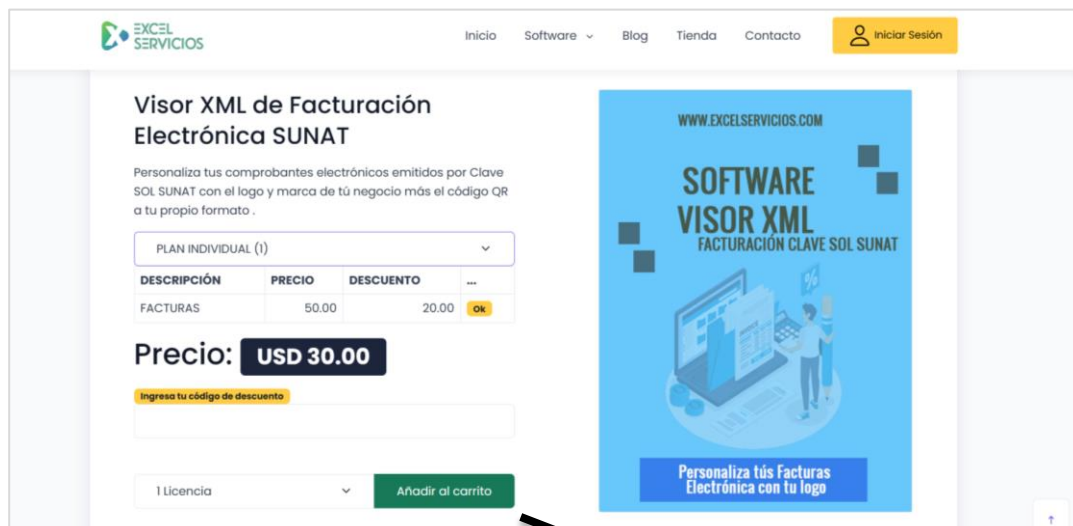 EXCEL
SERVICIOS
Inicio
Software
Blog
Tienda
Contacto
Iniciar Sesión
Visor XML de Facturación
Electrónica SUNAT
Personaliza tus comprobantes electrónicos emitidos por Clave
SOL SUNAT con el logo y marca de tú negocio más el código QR
a tu propio formato .
PLAN INDIVIDUAL (1)
DESCRIPCIÓN PRECIO DESCUENTO ...
FACTURAS 50.00 20.00 Ok
Precio: USD 30.00
Ingresa tu código de descuento
1 Licencia
Añadir al carrito
WWW.EXCELSERVICIOS.COM
SOFTWARE
VISOR XML
FACTURACIÓN CLAVE SOL SUNAT
%
Personaliza tús Facturas
Electrónica con tu logo